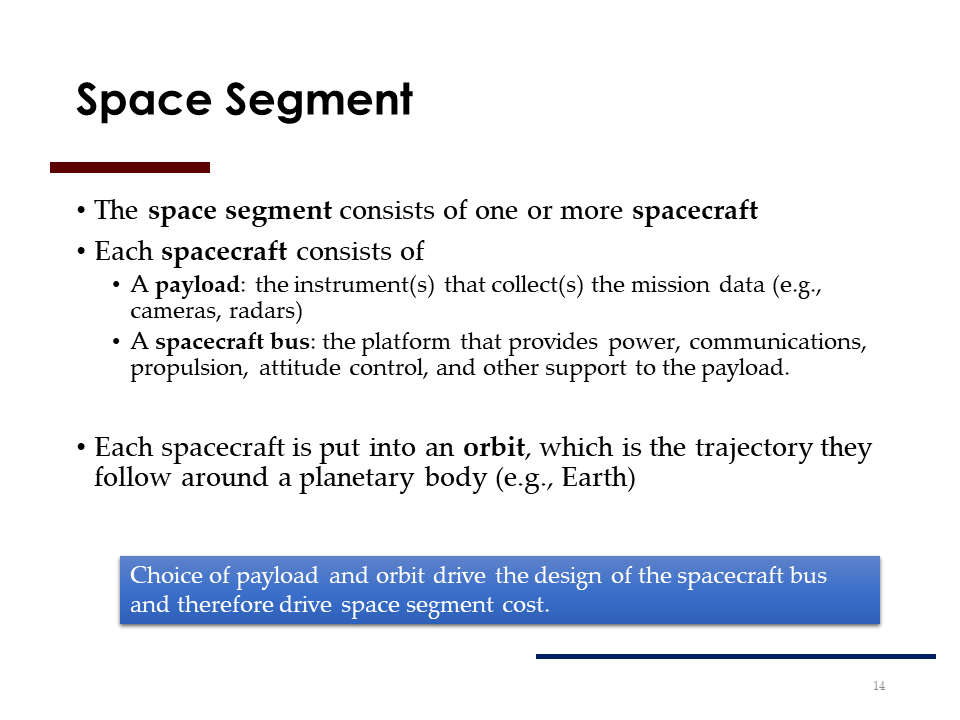 Space Segment
• The space segment consists of one or more spacecraft
• Each spacecraft consists of
• A payload: the instrument(s) that collect(s) the mission data (e.g.,
cameras, radars)
• A spacecraft bus: the platform that provides power, communications,
propulsion, attitude control, and other support to the payload.
• Each spacecraft is put into an orbit, which is the trajectory they
follow around a planetary body (e.g., Earth)
Choice of payload and orbit drive the design of the spacecraft bus
and therefore drive space segment cost.
14